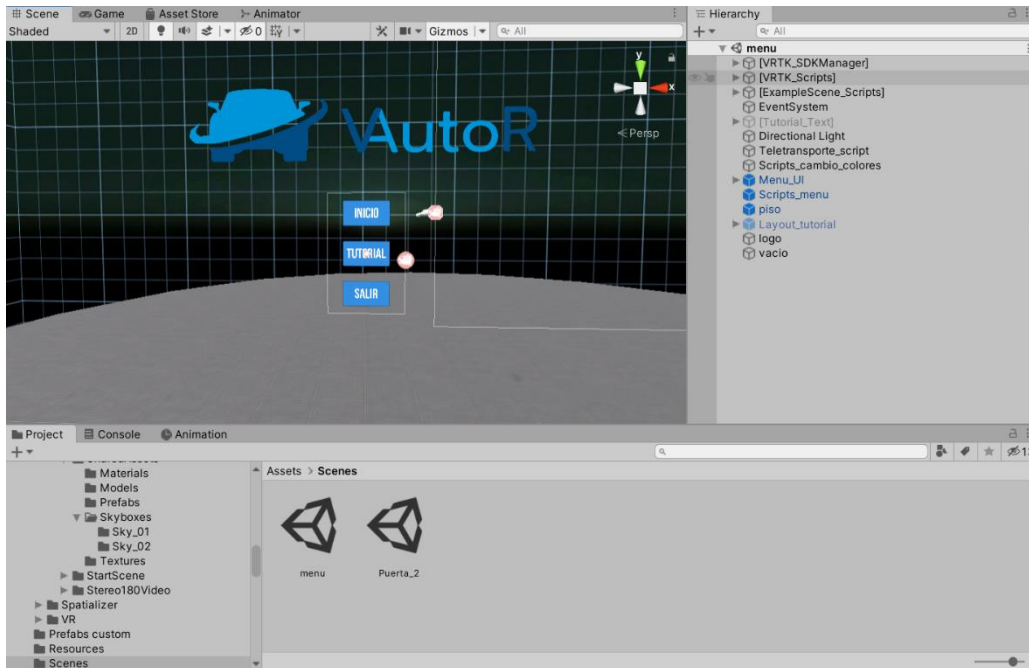 Scene Game Asset Store Animator
Shaded 2D 0 Gizmos All
y
x
Persp
VAutoR
INICIO
TUTORIAL
SALIR
Hierarchy
All
menu
[VRTK_SDKManager]
[VRTK_Scripts]
[ExampleScene_Scripts]
EventSystem
[Tutorial_Text]
Directional Light
Teletransporte_script
Scripts_cambio_colores
Menu_UI
Scripts_menu
piso
Layout_tutorial
logo
vacio
Project Console Animation
Materials
Models
Prefabs
Skyboxes
Sky_01
Sky_02
Textures
StartScene
Stereo180Video
Spatializer
VR
Prefabs custom
Resources
Scenes
Assets > Scenes
menu Puerta_2